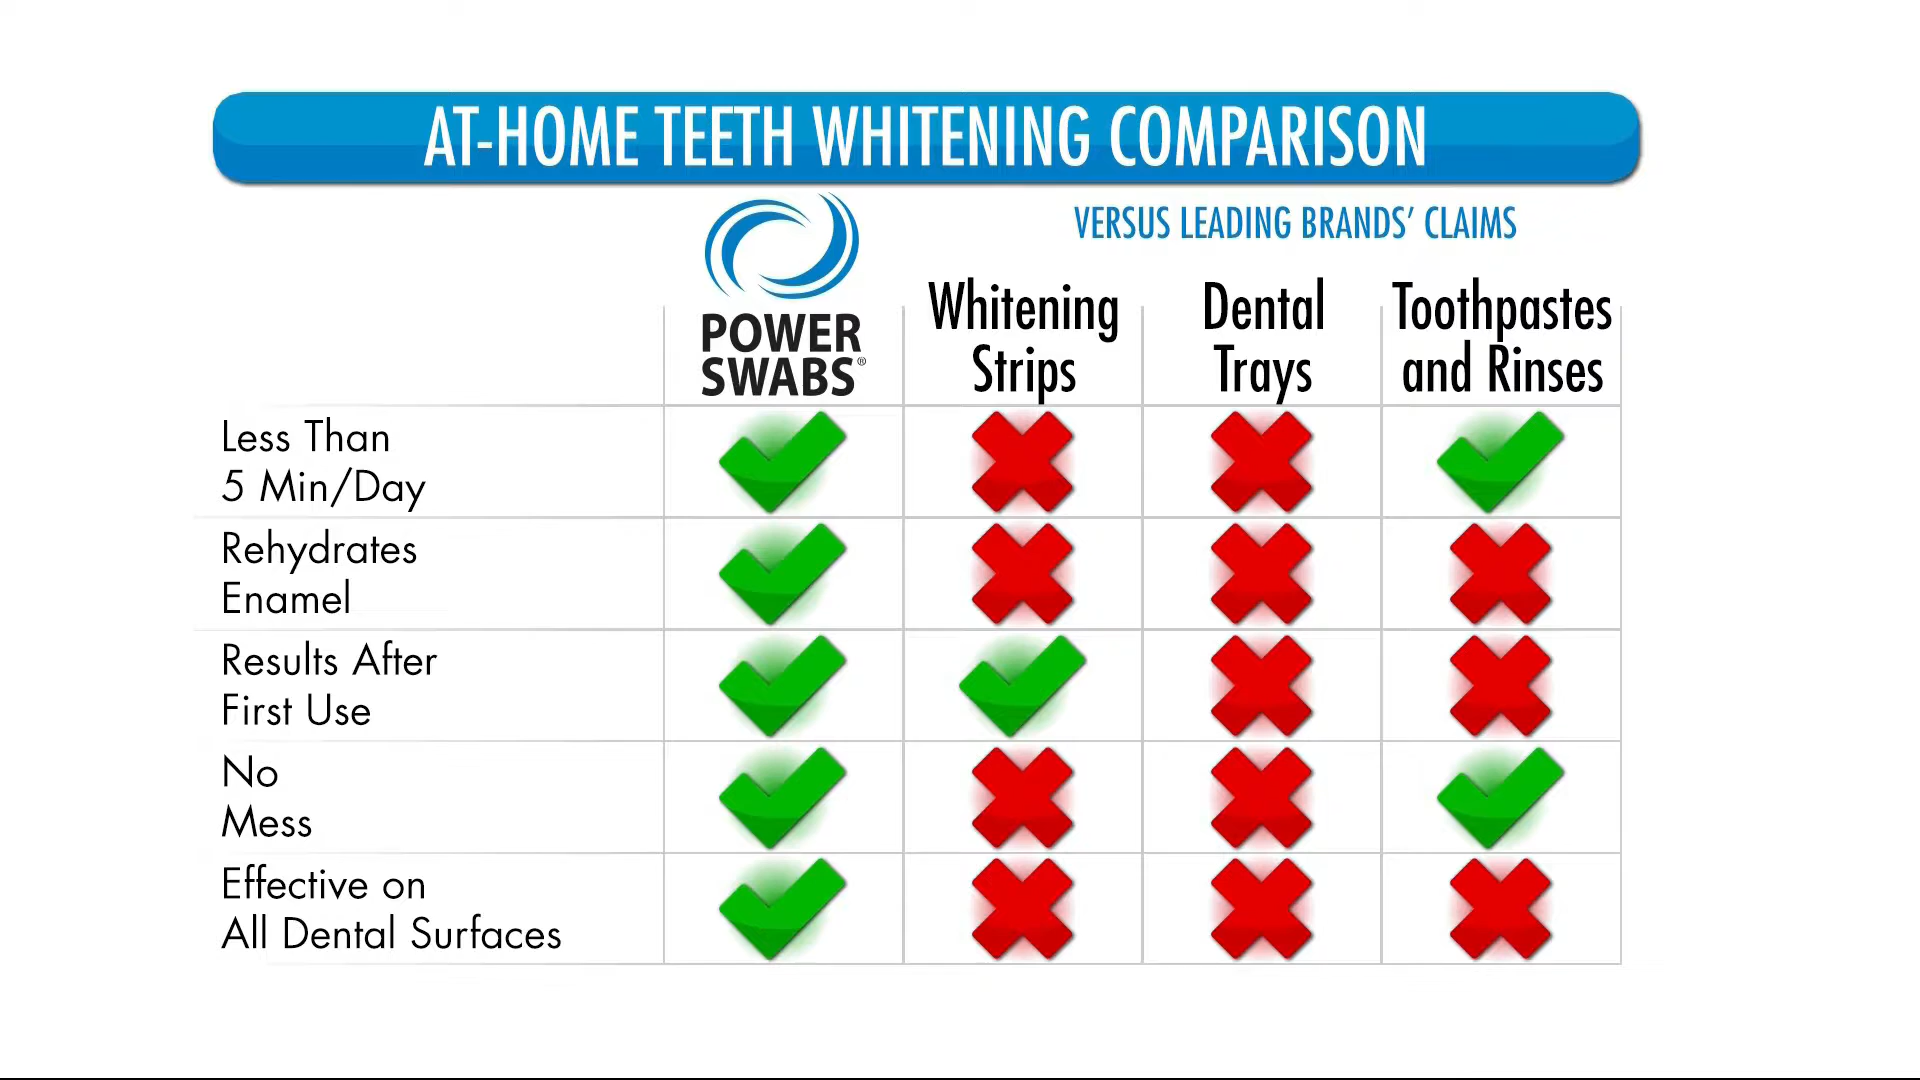 AT-HOME TEETH WHITENING COMPARISON
VERSUS LEADING BRANDS' CLAIMS
POWER
SWABS®
Whitening
Strips
Dental
Trays
Toothpastes
and Rinses
Less Than
5 Min/Day
Rehydrates
Enamel
Results After
First Use
No
Mess
Effective on
All Dental Surfaces